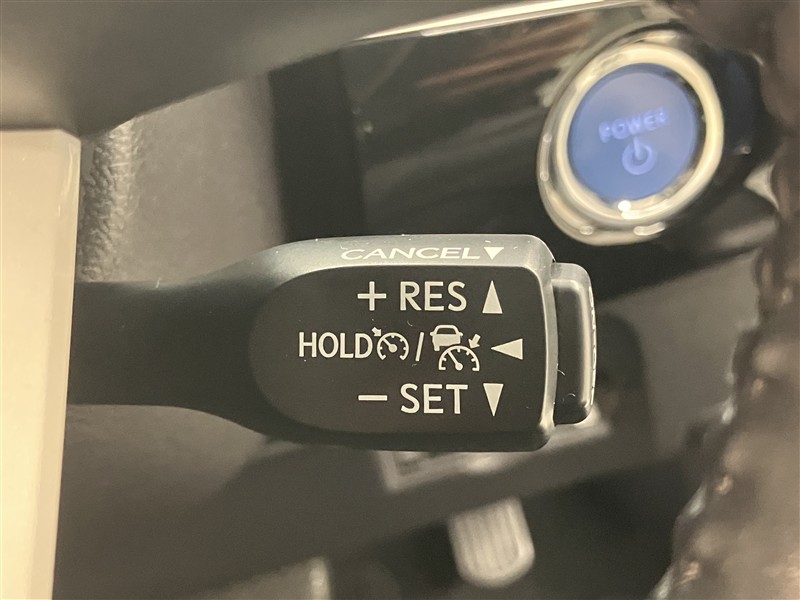 POWER
CANCEL▼
+ RES ▲
HOLD / ◀
− SET ▼